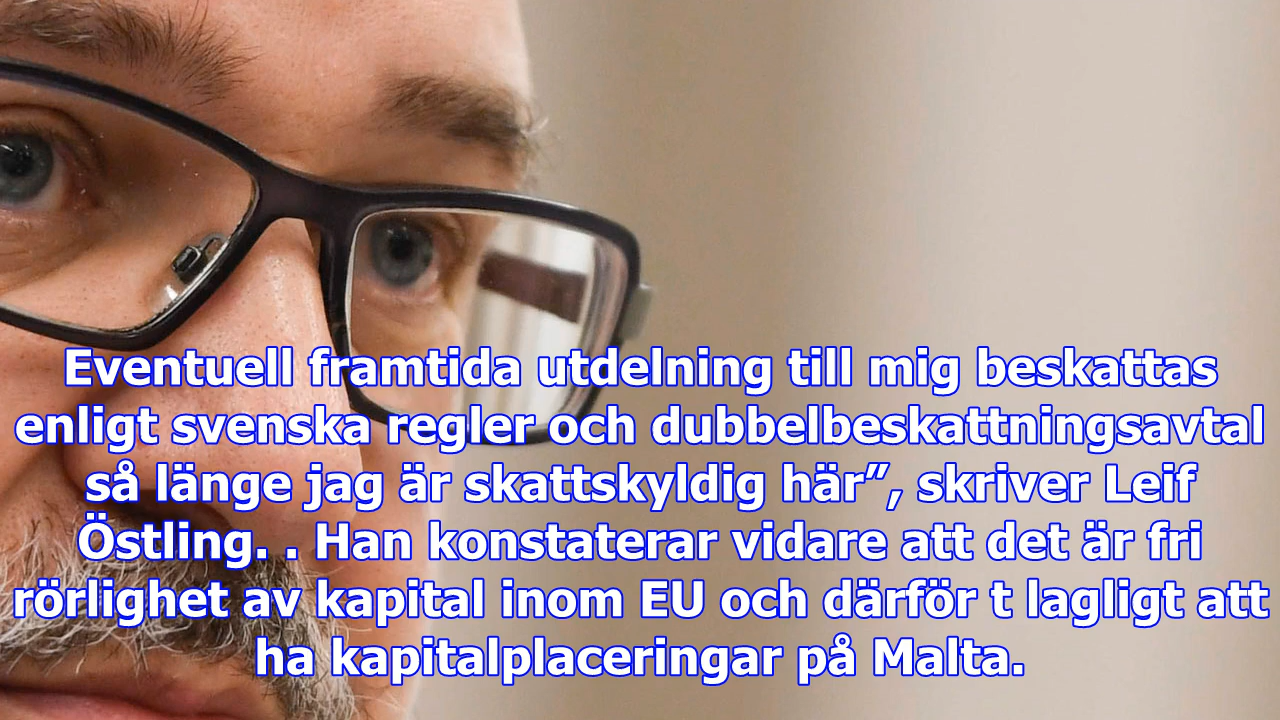 Eventuell framtida utdelning till mig beskattas
enligt svenska regler och dubbelbeskattningsavtal
så länge jag är skattskyldig här”, skriver Leif
Östling. . Han konstaterar vidare att det är fri
rörlighet av kapital inom EU och därför t lagligt att
ha kapitalplaceringar på Malta.